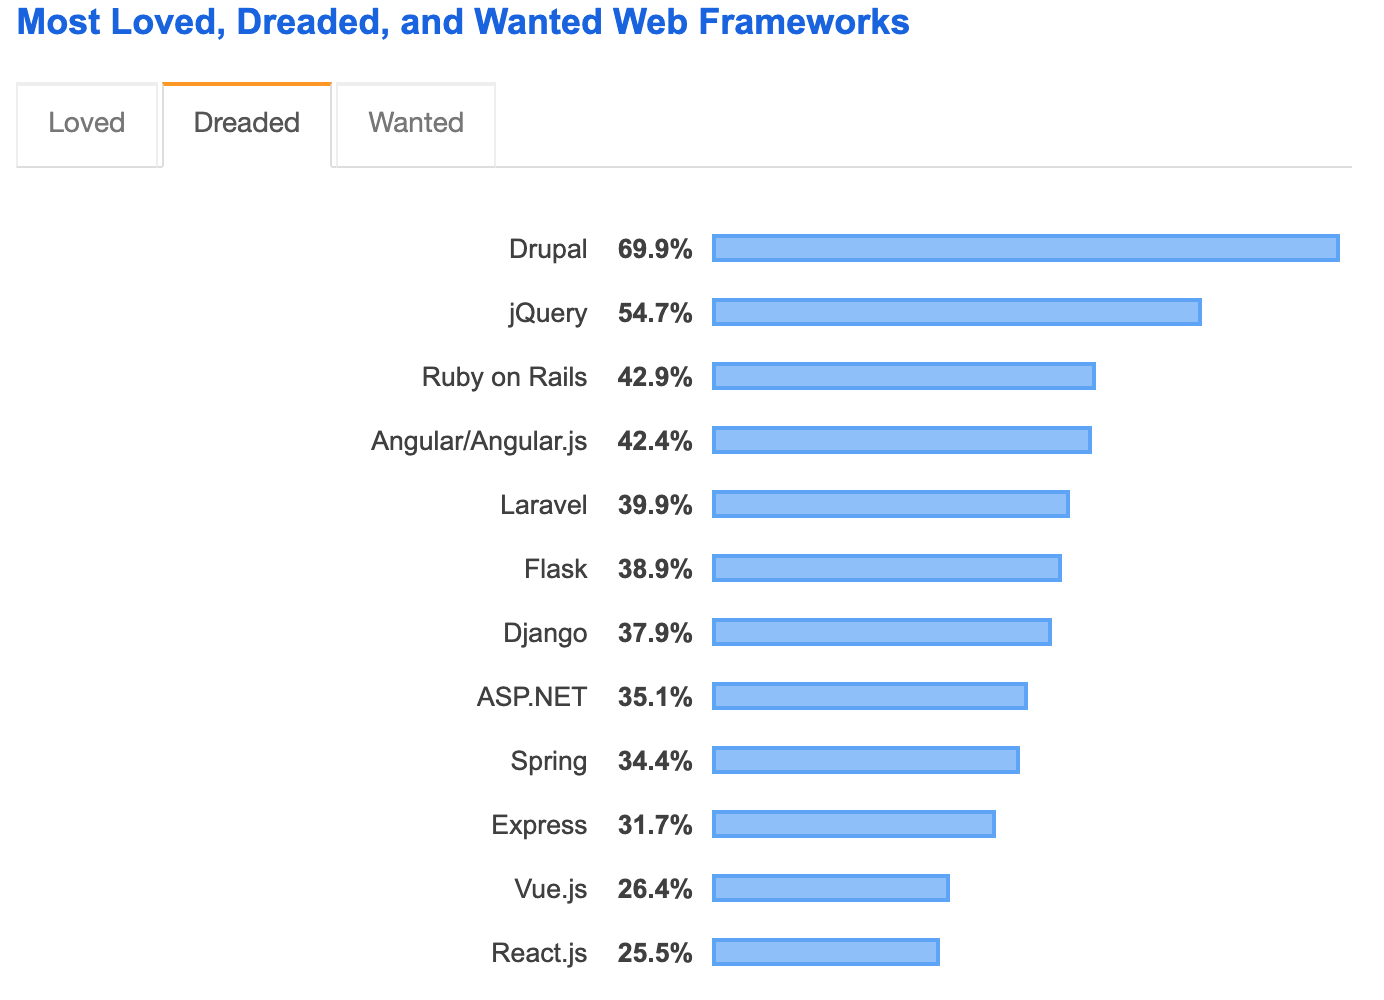 Most Loved, Dreaded, and Wanted Web Frameworks
Loved Dreaded Wanted
Drupal 69.9%
jQuery 54.7%
Ruby on Rails 42.9%
Angular/Angular.js 42.4%
Laravel 39.9%
Flask 38.9%
Django 37.9%
ASP.NET 35.1%
Spring 34.4%
Express 31.7%
Vue.js 26.4%
React.js 25.5%